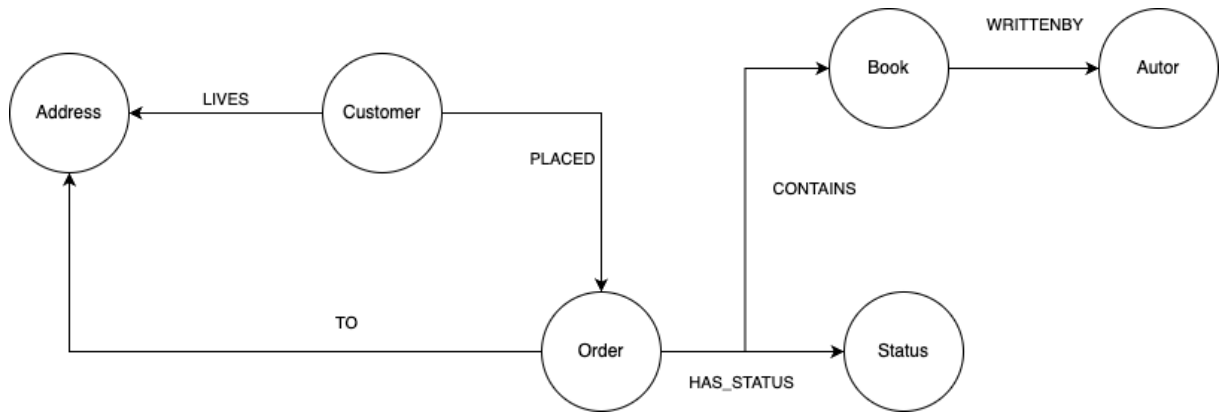 WRITTENBY
Book
Autor
LIVES
Address
Customer
PLACED
CONTAINS
TO
Order
Status
HAS_STATUS